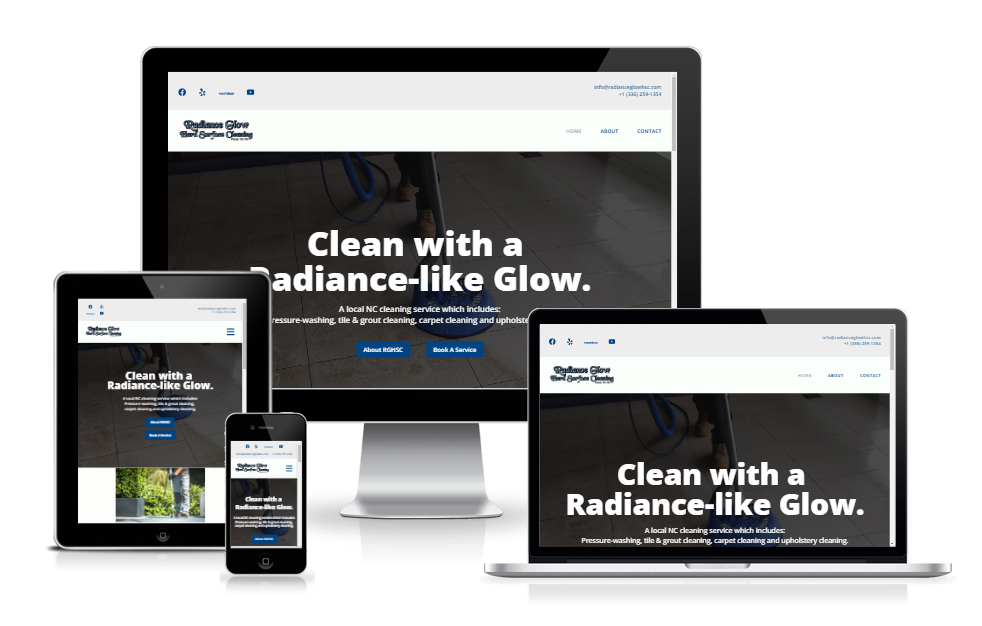 info@radianceglowhsc.com
+1 (336) 259-1354
Radiance Glow
Hard Surface Cleaning
HOME ABOUT CONTACT
Clean with a
Radiance-like Glow.
A local NC cleaning service which includes:
ressure-washing, tile & grout cleaning, carpet cleaning and upholste
About RGHSC Book A Service
Radiance Glow
Hard Surface Cleaning
Clean with a
Radiance-like Glow.
A local NC cleaning service which includes:
Pressure-washing, tile & grout cleaning,
carpet cleaning and upholstery cleaning.
About RGHSC
Book A Service
Radiance Glow
Hard Surface Cleaning
Clean with a
Radiance-like Glow.
A local NC cleaning service which includes:
Pressure-washing, tile & grout cleaning,
carpet cleaning and upholstery cleaning.
About RGHSC
info@radianceglowhsc.com
+1 (336) 259-1354
Radiance Glow
Hard Surface Cleaning
HOME ABOUT CONTACT
Clean with a
Radiance-like Glow.
A local NC cleaning service which includes:
Pressure-washing, tile & grout cleaning, carpet cleaning and upholstery cleaning.